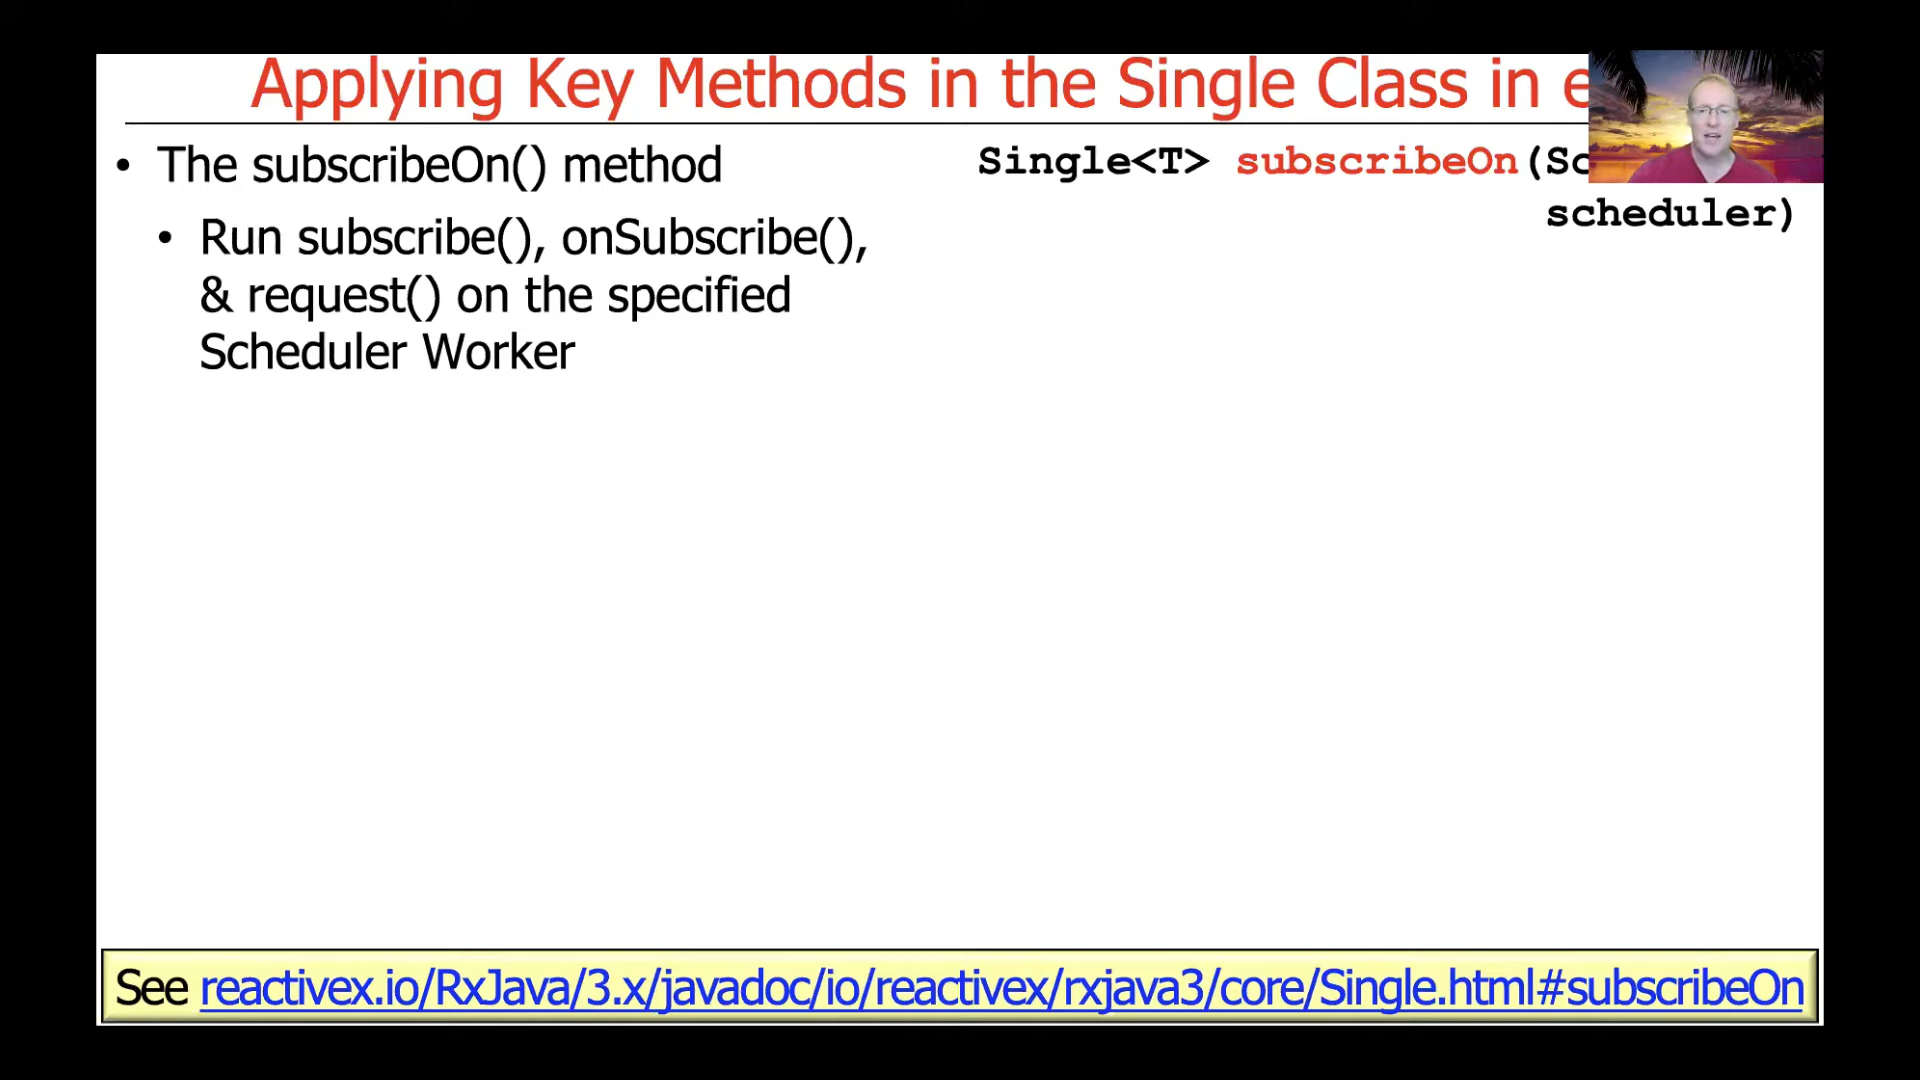 Applying Key Methods in the Single Class in
• The subscribeOn() method
Single<T> subscribeOn(Sc
scheduler)
• Run subscribe(), onSubscribe(),
& request() on the specified
Scheduler Worker
See reactivex.io/RxJava/3.x/javadoc/io/reactivex/rxjava3/core/Single.html#subscribeOn